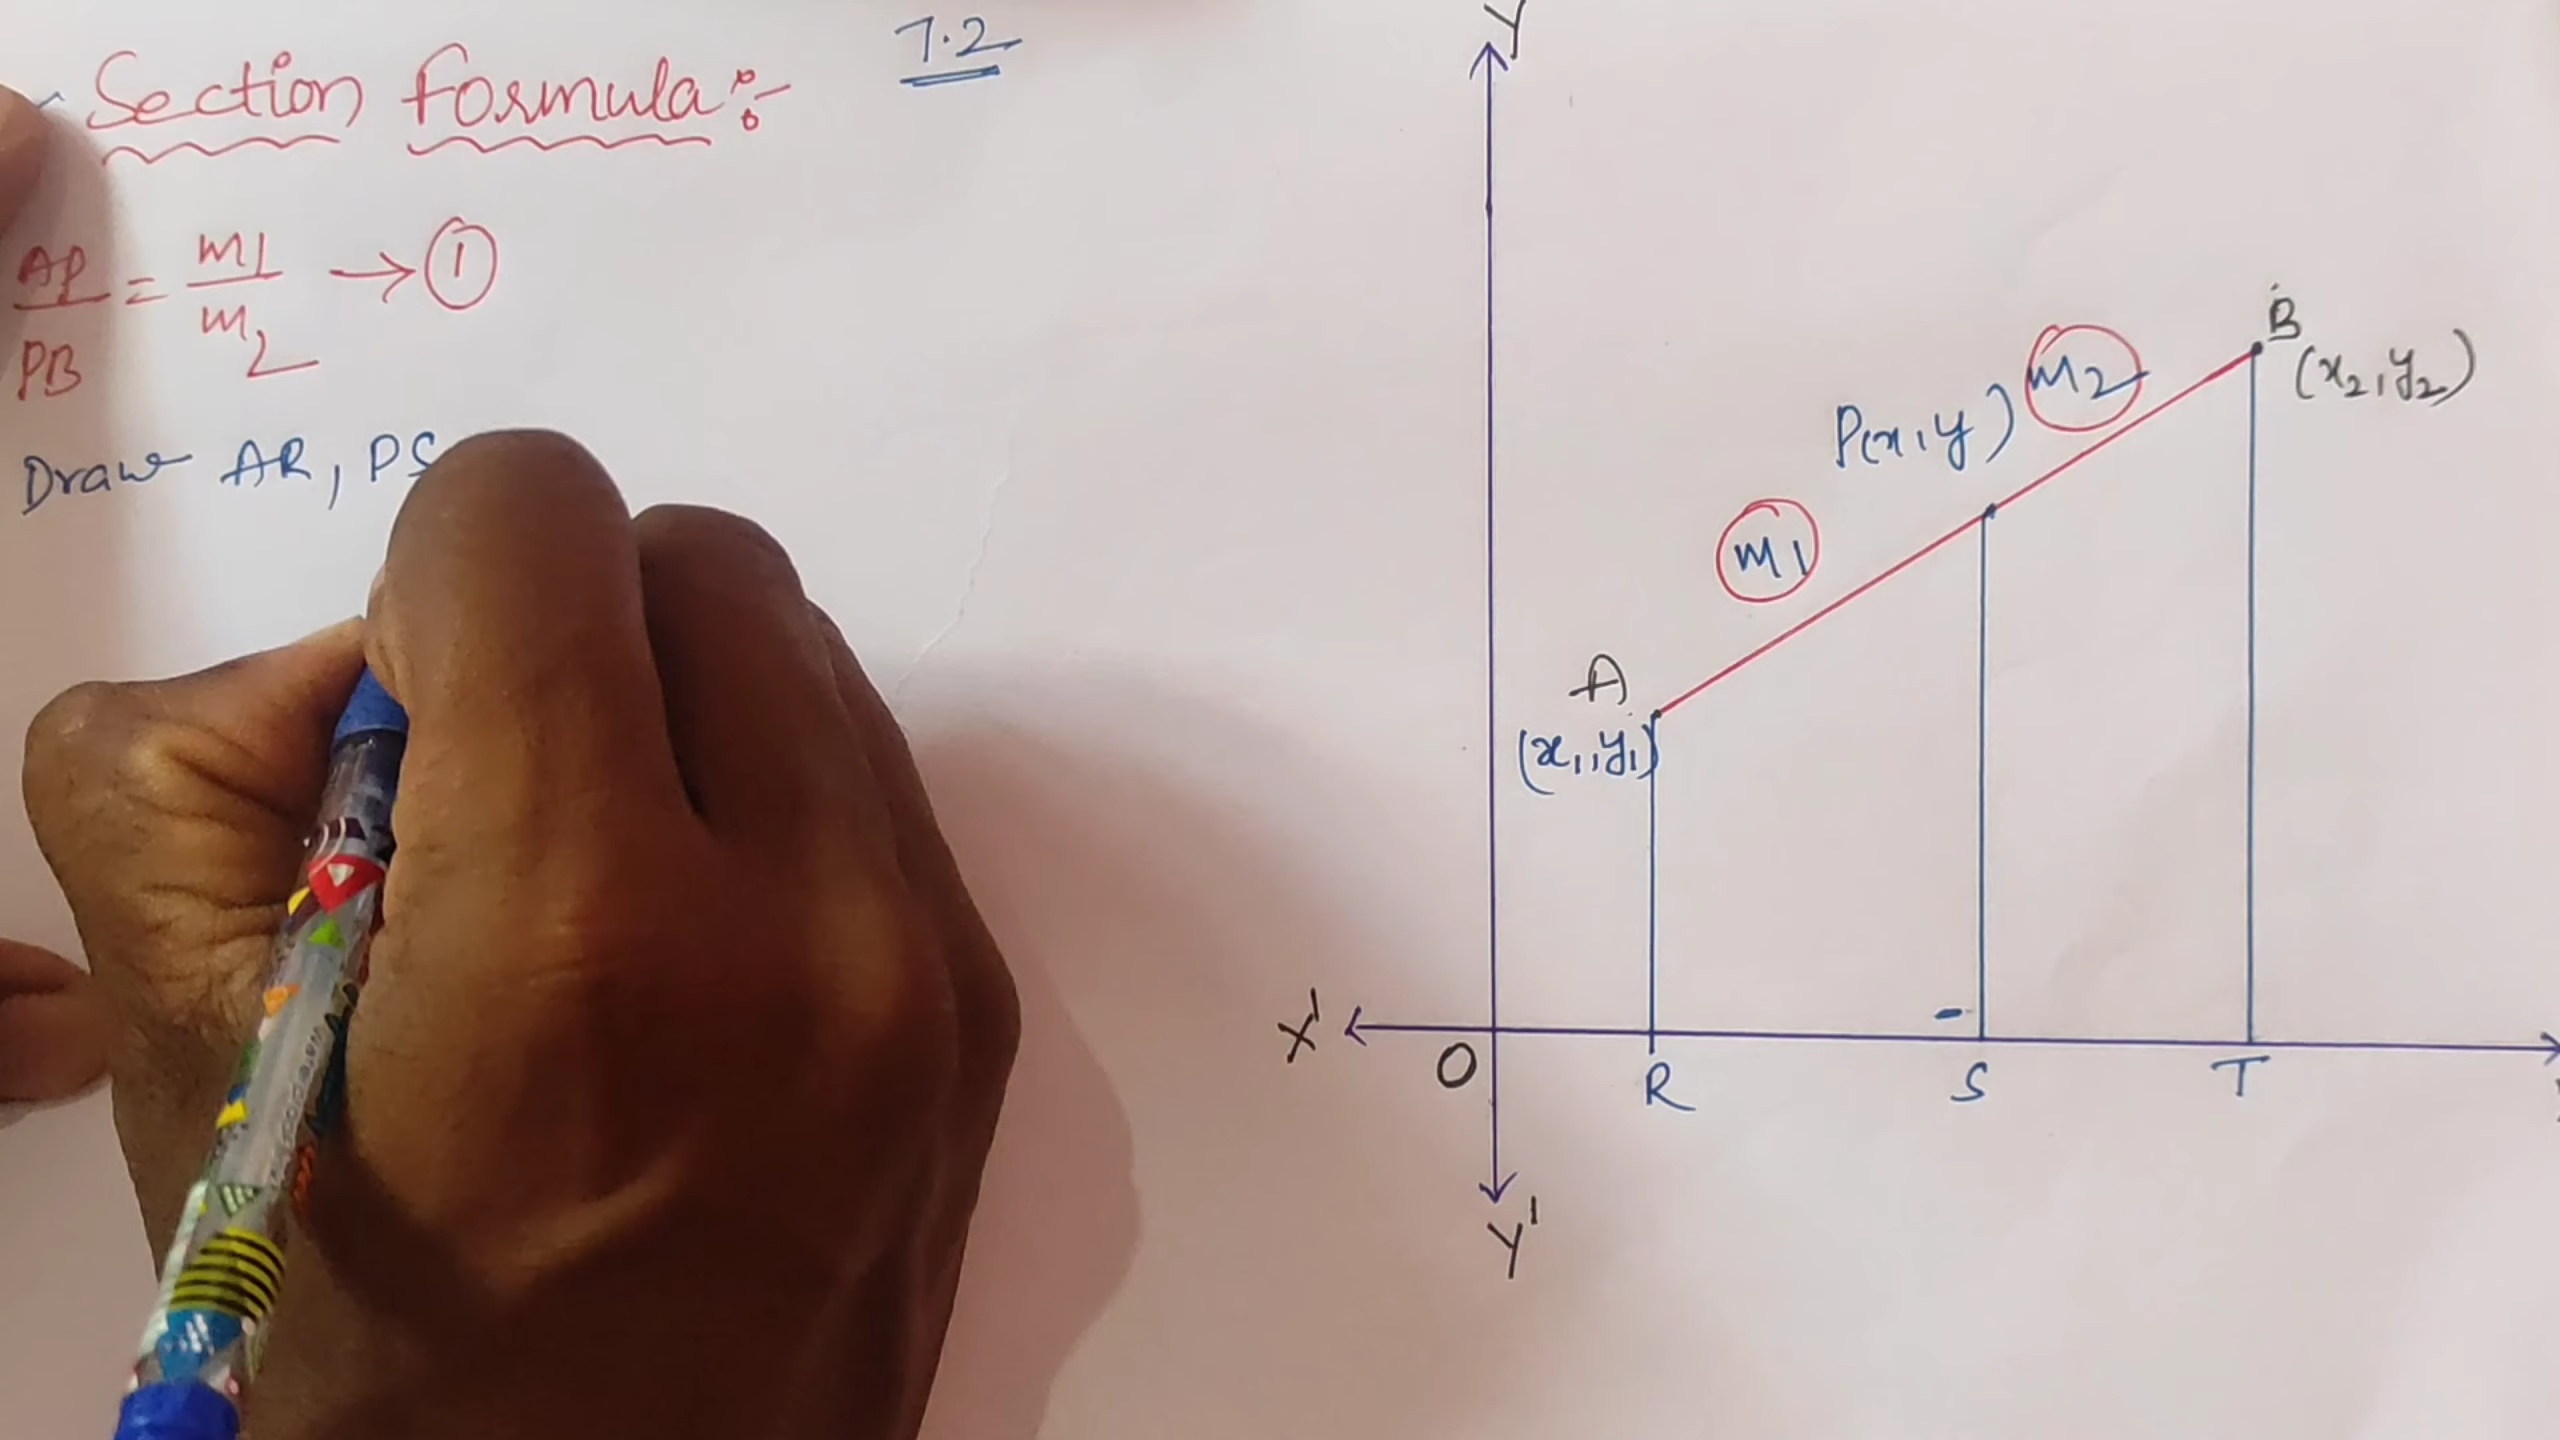 Section Formula:-
7.2
AP/PB = m1/m2 → 1
Draw AR, PS
Y
B
(x2, y2)
m2
P(x, y)
m1
A
(x1, y1)
X'
O
R
S
T
Y'